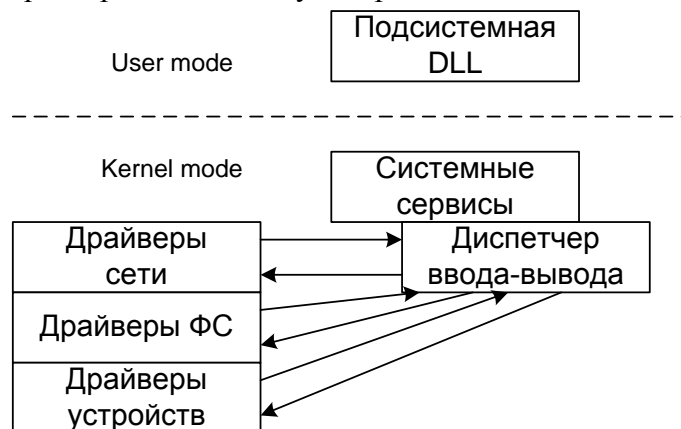 Подсистемная
DLL
User mode
Kernel mode
Системные
сервисы
Драйверы
сети
Диспетчер
ввода-вывода
Драйверы ФС
Драйверы
устройств